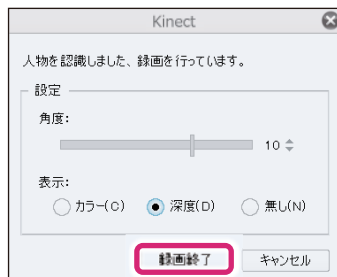 Kinect
人物を認識しました、録画を行っています。
設定
角度:
10
表示:
カラー(C) 深度(D) 無し(N)
録画終了 キャンセル